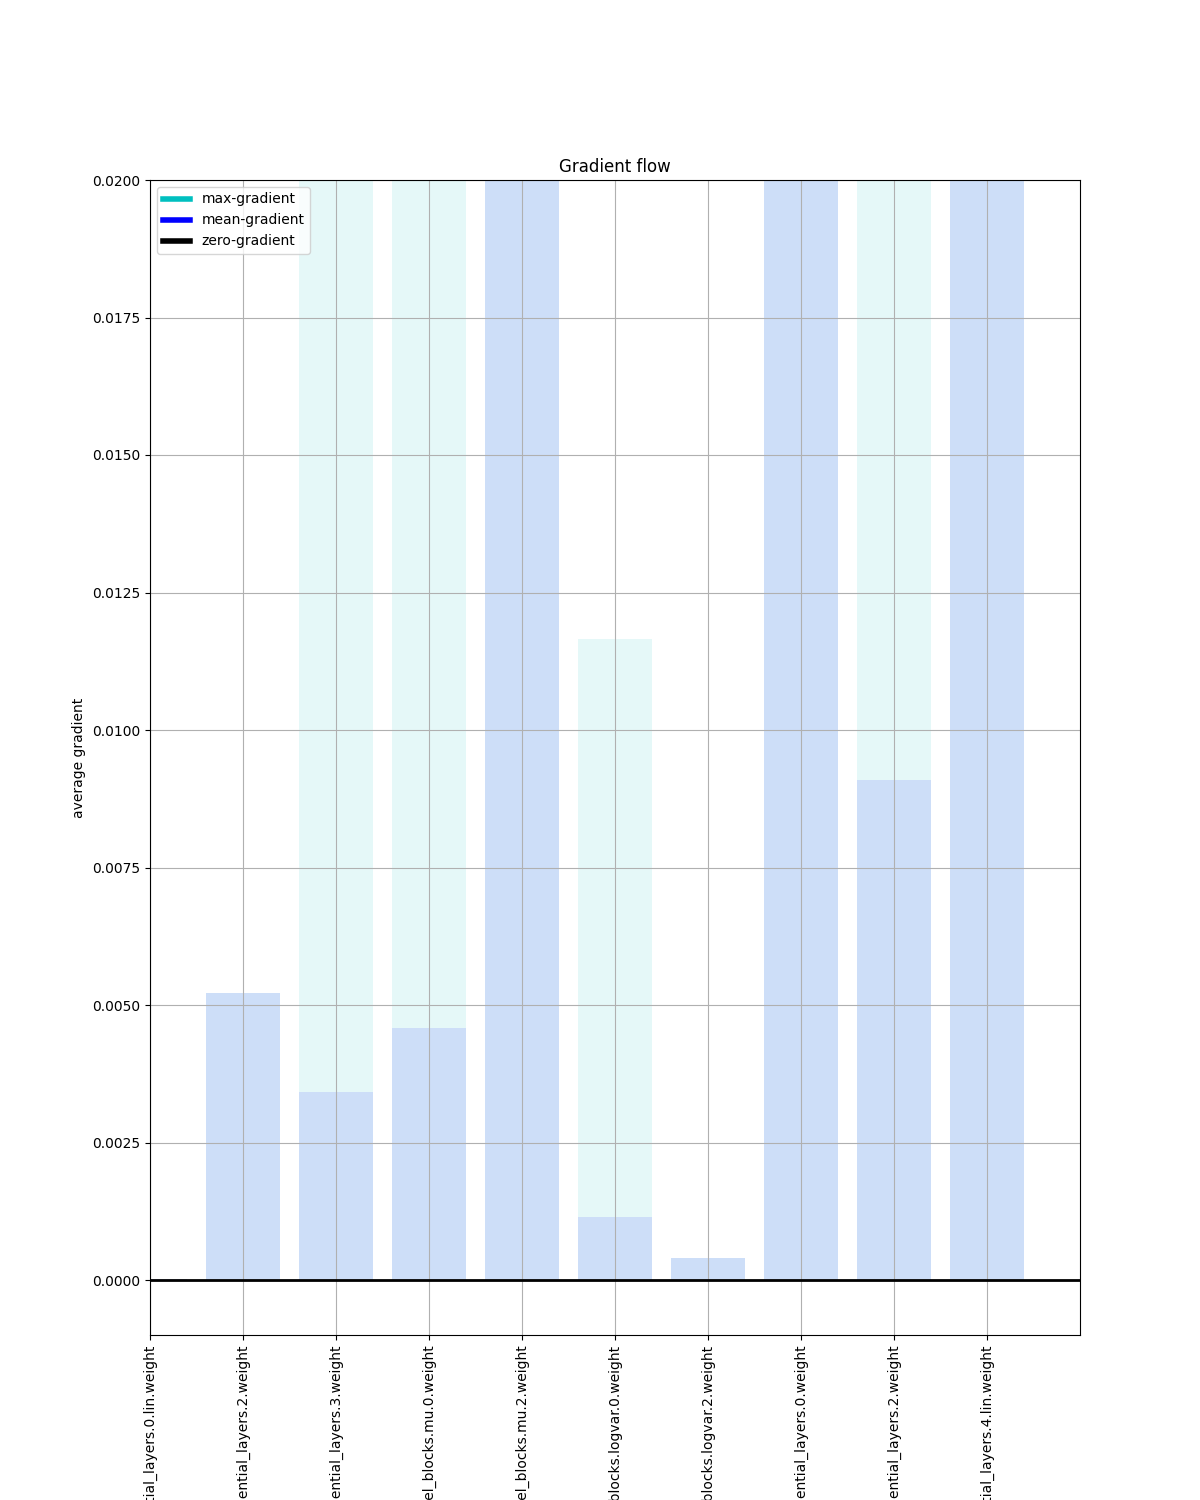 Gradient flow
max-gradient
mean-gradient
zero-gradient
0.0200
0.0175
0.0150
0.0125
0.0100
0.0075
0.0050
0.0025
0.0000
average gradient
tial_layers.0.lin.weight
ential_layers.2.weight
ential_layers.3.weight
el_blocks.mu.0.weight
el_blocks.mu.2.weight
blocks.logvar.0.weight
blocks.logvar.2.weight
ential_layers.0.weight
ential_layers.2.weight
tial_layers.4.lin.weight